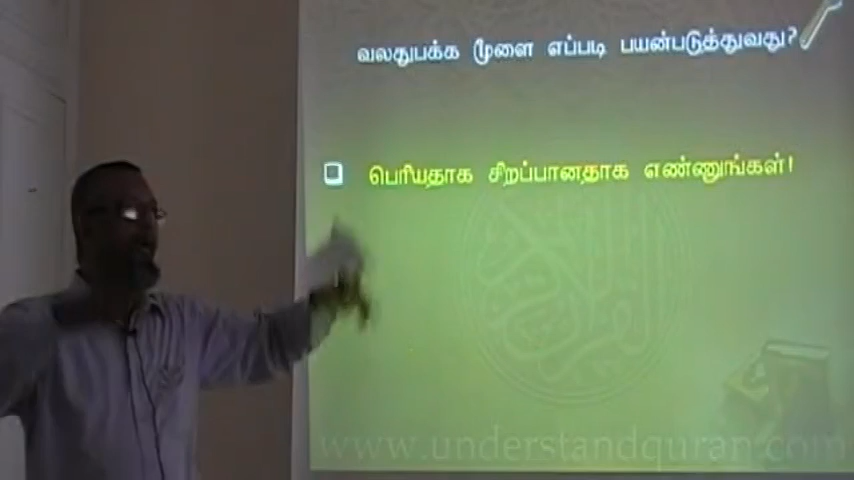 வலதுபக்க மூளை எப்படி பயன்படுத்துவது?
❑ பெரியதாக சிறப்பானதாக எண்ணுங்கள்!
www.understandquran.com